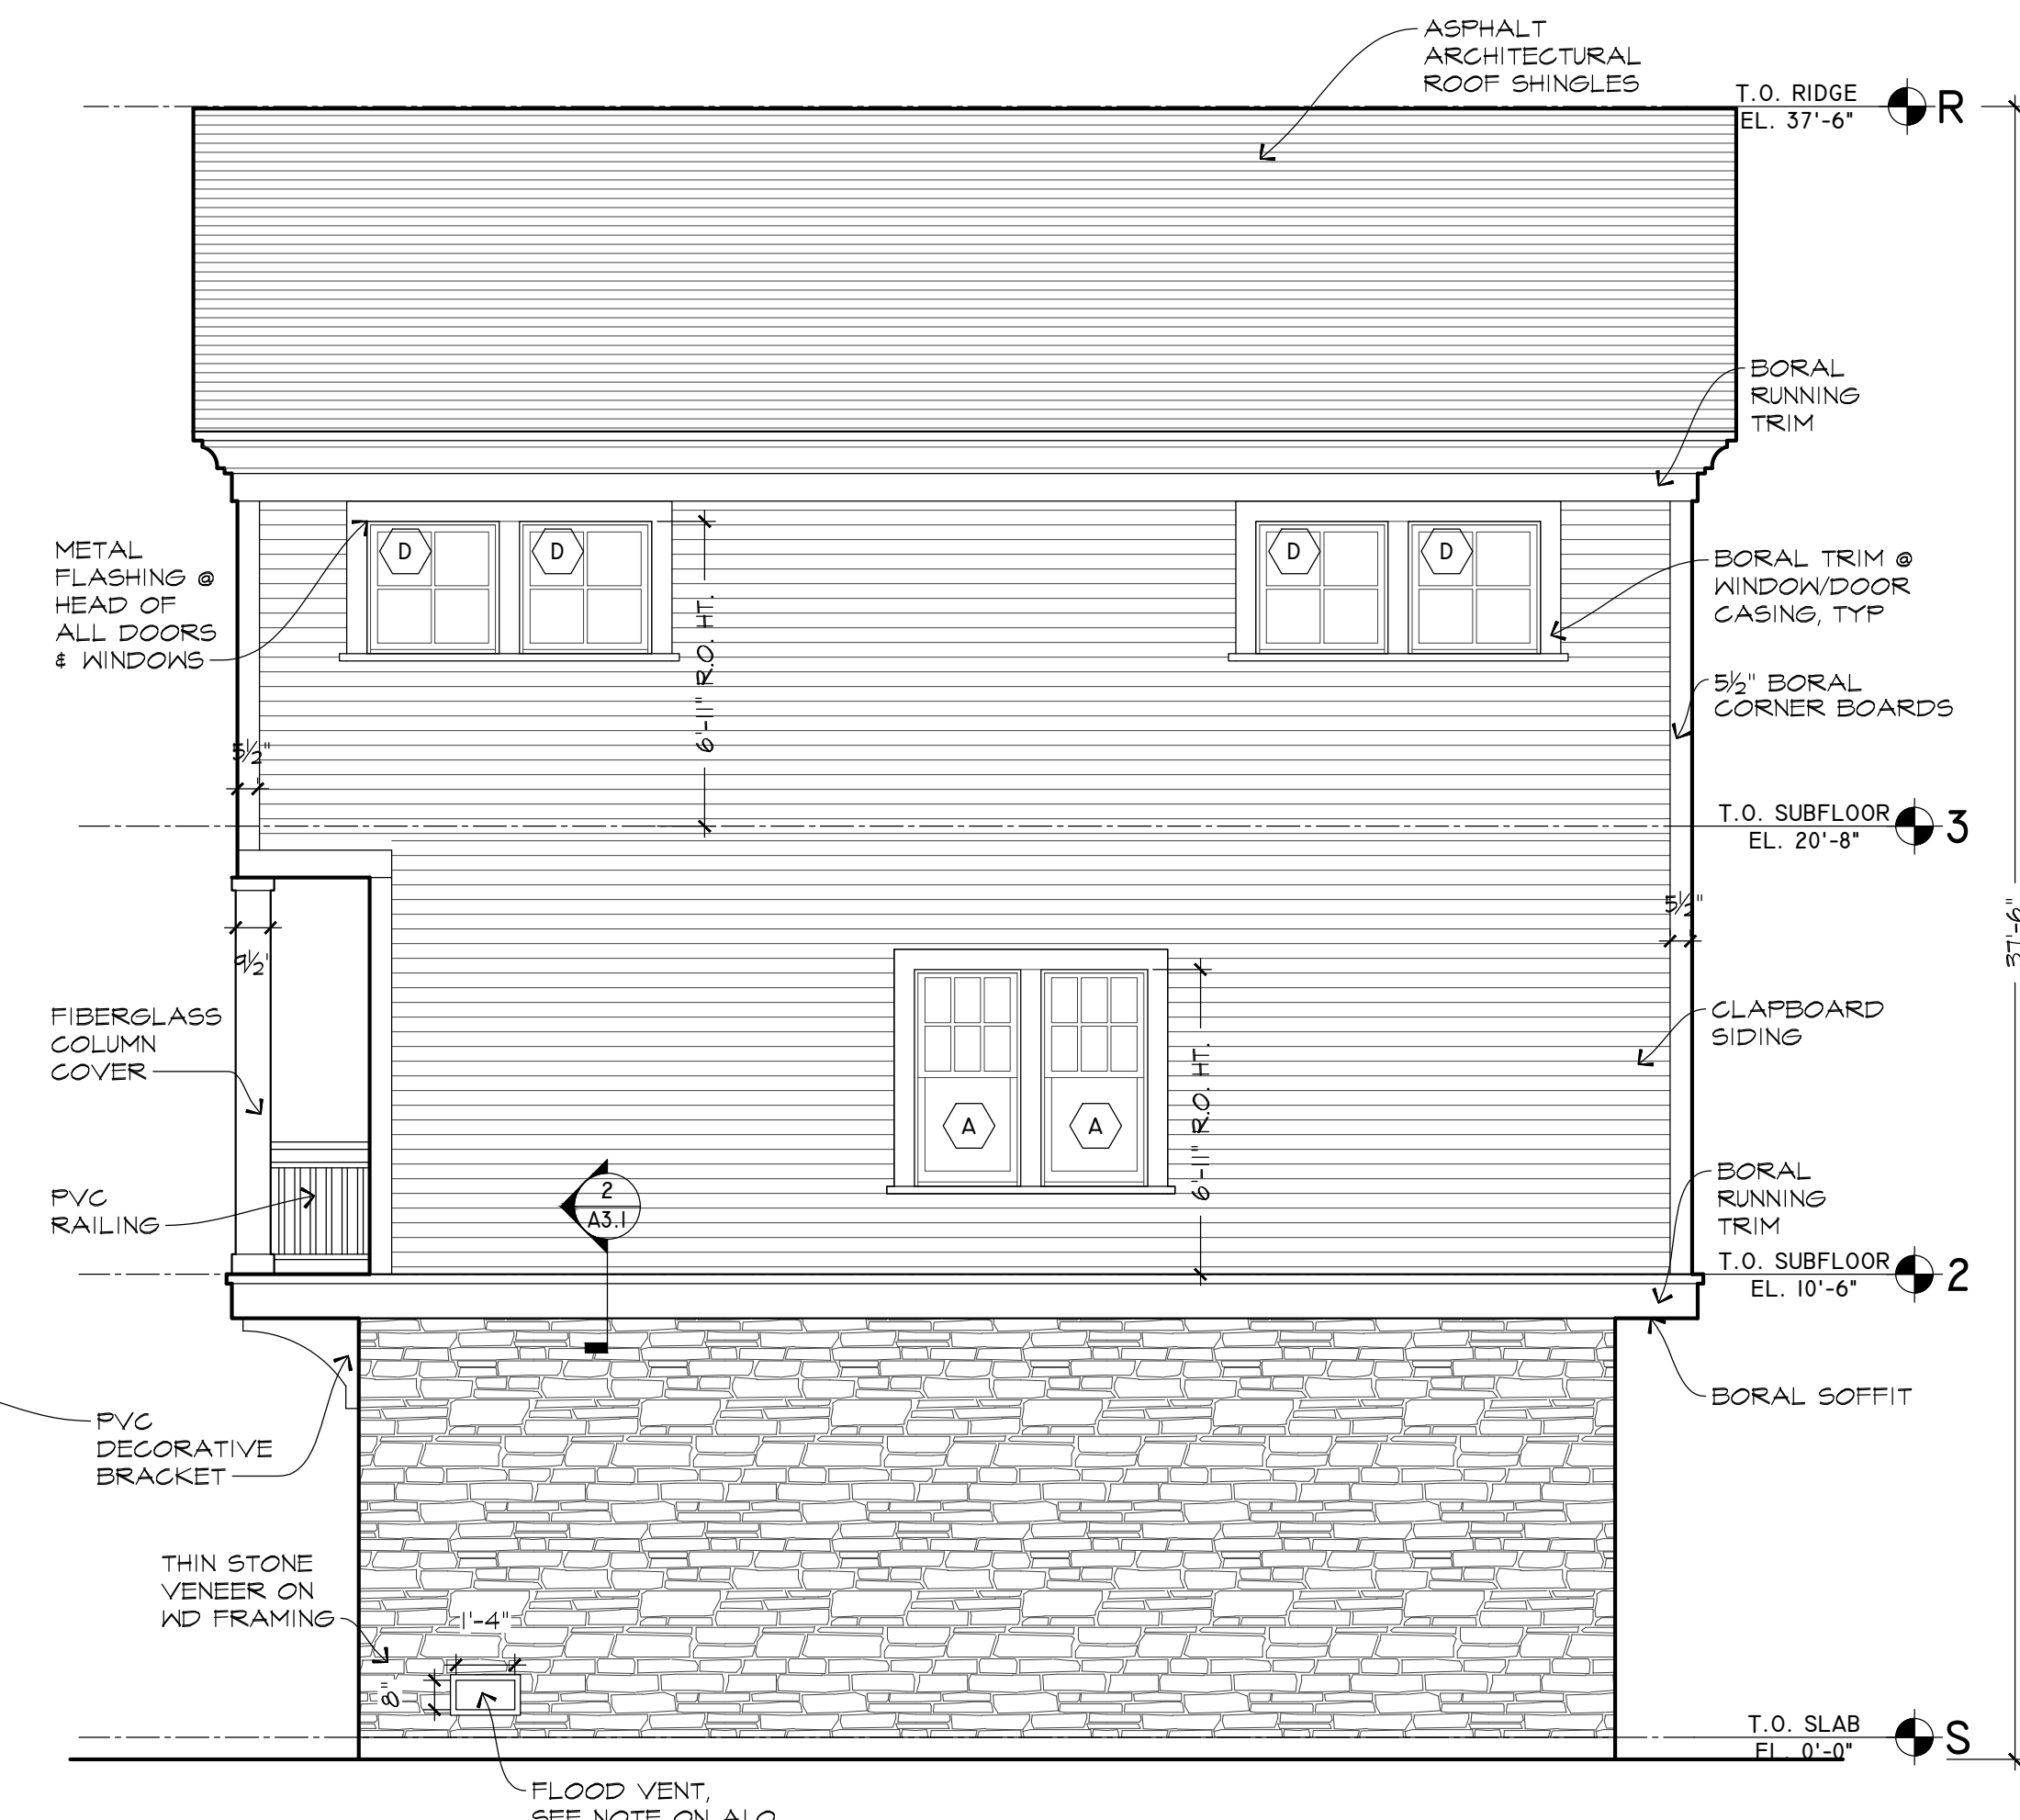 ASPHALT
ARCHITECTURAL
ROOF SHINGLES
T.O. RIDGE
EL. 37'-6"
R
BORAL
RUNNING
TRIM
METAL
FLASHING @
HEAD OF
ALL DOORS
& WINDOWS
D
D
D
D
6'-11" R.O. HT.
BORAL TRIM @
WINDOW/DOOR
CASING, TYP
5½" BORAL
CORNER BOARDS
5½"
T.O. SUBFLOOR
EL. 20'-8"
3
5½"
37'-6"
9½"
FIBERGLASS
COLUMN
COVER
CLAPBOARD
SIDING
6'-11" R.O. HT.
A
A
PVC
RAILING
2
A3.1
BORAL
RUNNING
TRIM
T.O. SUBFLOOR
EL. 10'-6"
2
BORAL SOFFIT
PVC
DECORATIVE
BRACKET
THIN STONE
VENEER ON
WD FRAMING
1'-4"
8"
T.O. SLAB
EL. 0'-0"
S
FLOOD VENT,
SEE NOTE ON